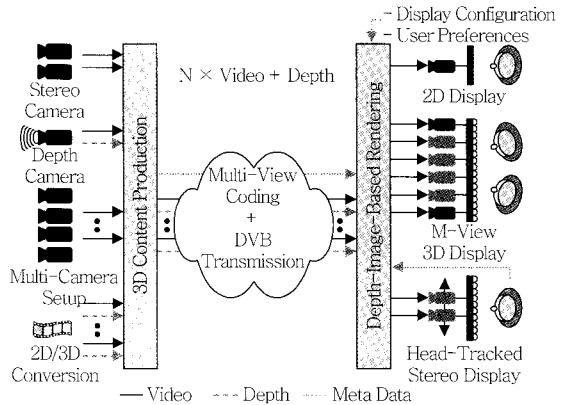 - Display Configuration
- User Preferences
N × Video + Depth
Stereo
Camera
Depth
Camera
Multi-Camera
Setup
2D/3D
Conversion
3D Content Production
Multi-View
Coding
+
DVB
Transmission
Depth-Image-Based Rendering
2D Display
M-View
3D Display
Head-Tracked
Stereo Display
Video
Depth
Meta Data